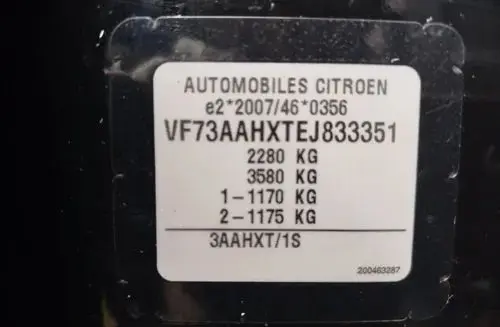 AUTOMOBILES CITROEN
e2*2007/46*0356
VF73AAHXTEJ833351
2280 KG
3580 KG
1-1170 KG
2-1175 KG
3AAHXT/1S
200463287